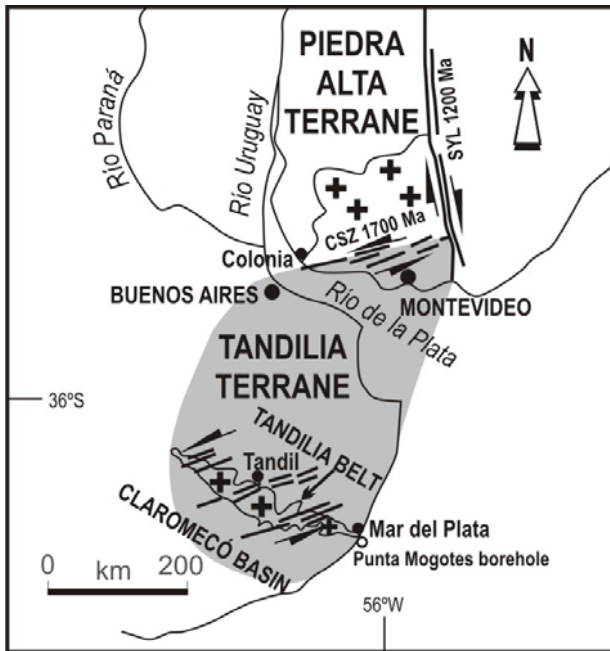 PIEDRA
ALTA
TERRANE
N
Río Paraná
Río Uruguay
SYL 1200 Ma
CSZ 1700 Ma
Colonia
BUENOS AIRES
MONTEVIDEO
Río de la Plata
TANDILIA
TERRANE
36ºS
TANDILIA BELT
Tandil
CLAROMECÓ BASIN
Mar del Plata
Punta Mogotes borehole
0 km 200
56ºW